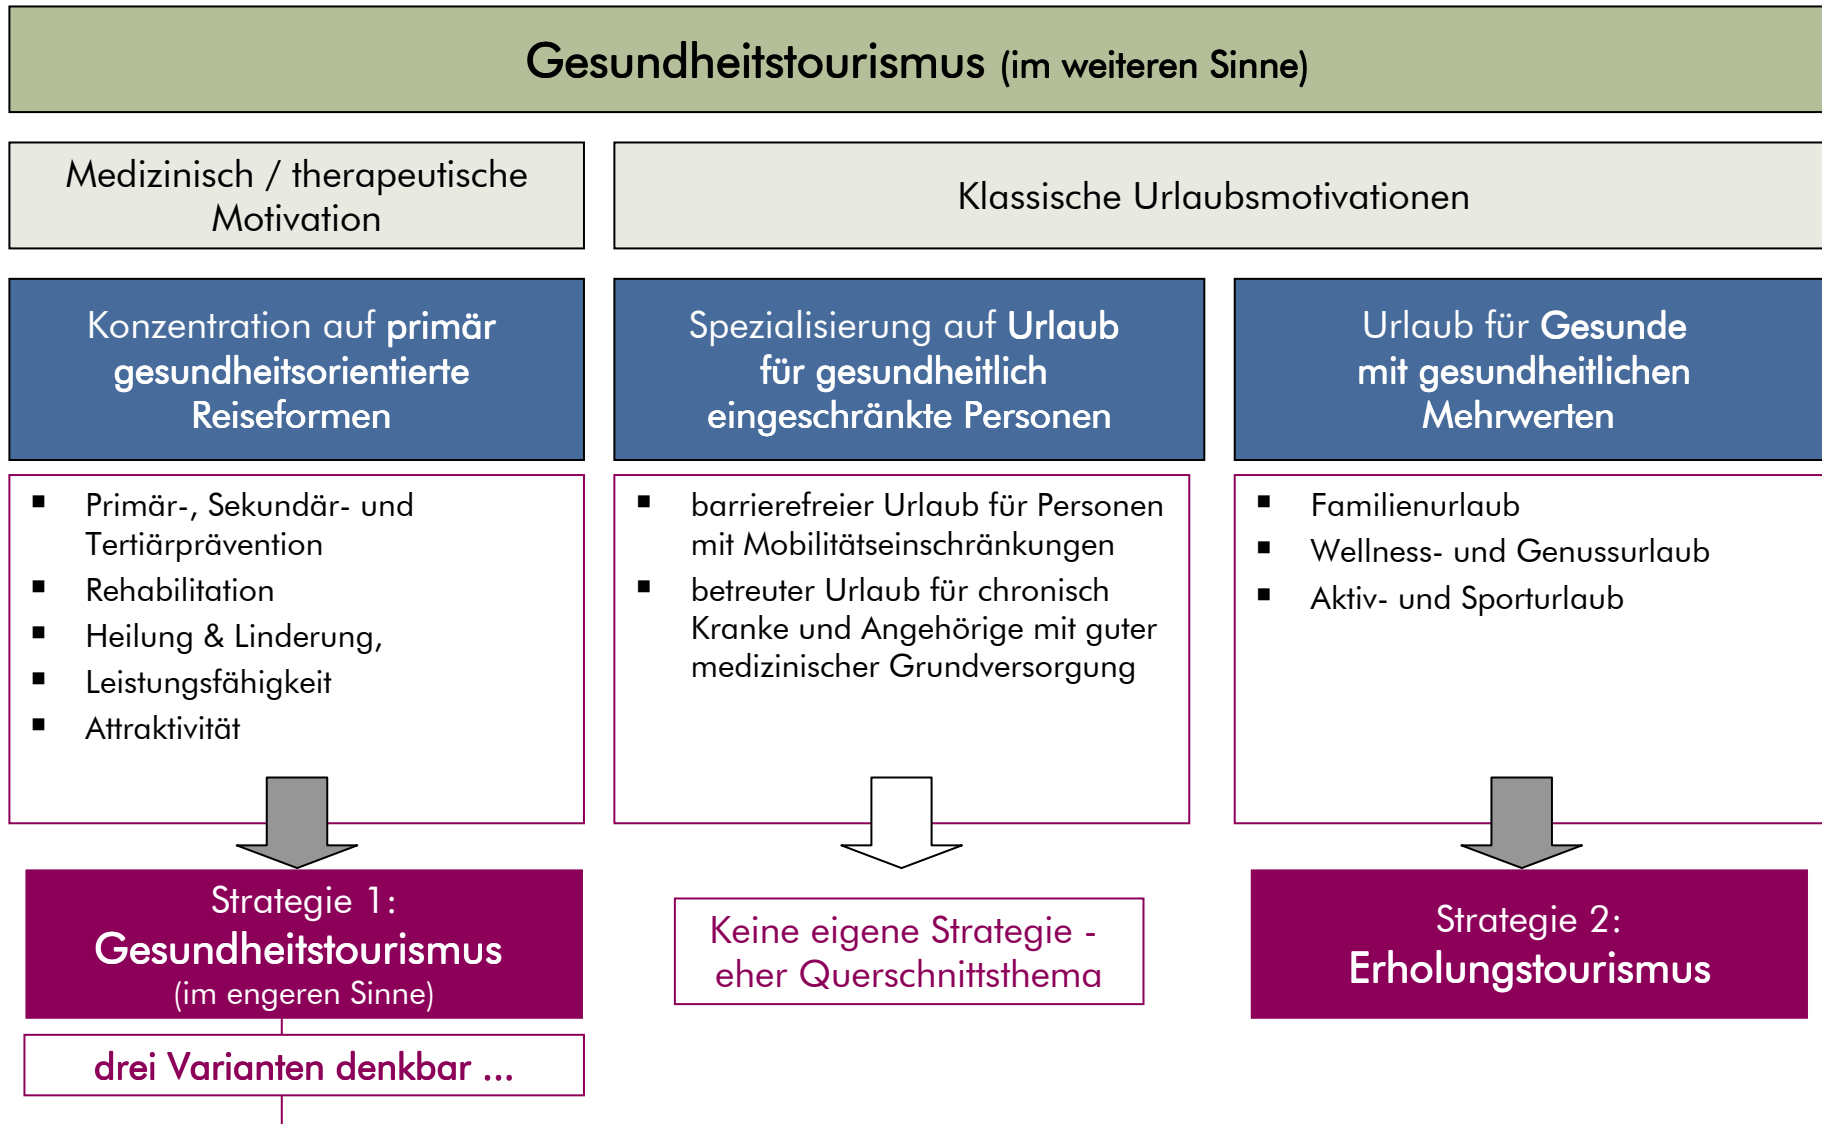 Gesundheitstourismus (im weiteren Sinne)
Medizinisch / therapeutische
Motivation
Klassische Urlaubsmotivationen
Konzentration auf primär
gesundheitsorientierte
Reiseformen
Spezialisierung auf Urlaub
für gesundheitlich
eingeschränkte Personen
Urlaub für Gesunde
mit gesundheitlichen
Mehrwerten
▪ Primär-, Sekundär- und
Tertiärprävention
▪ Rehabilitation
▪ Heilung & Linderung,
▪ Leistungsfähigkeit
▪ Attraktivität
▪ barrierefreier Urlaub für Personen
mit Mobilitätseinschränkungen
▪ betreuter Urlaub für chronisch
Kranke und Angehörige mit guter
medizinischer Grundversorgung
▪ Familienurlaub
▪ Wellness- und Genussurlaub
▪ Aktiv- und Sporturlaub
Strategie 1:
Gesundheitstourismus
(im engeren Sinne)
drei Varianten denkbar ...
Keine eigene Strategie -
eher Querschnittsthema
Strategie 2:
Erholungstourismus